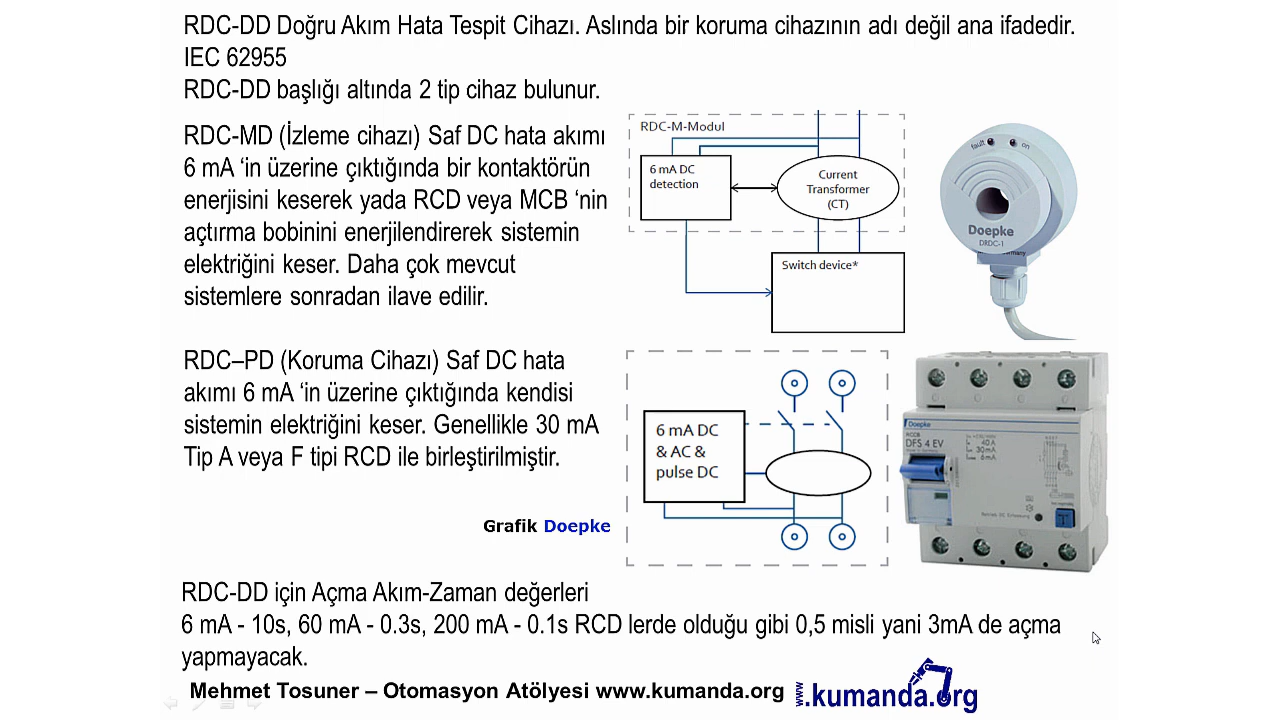 RDC-DD Doğru Akım Hata Tespit Cihazı. Aslında bir koruma cihazının adı değil ana ifadedir.
IEC 62955
RDC-DD başlığı altında 2 tip cihaz bulunur.
RDC-MD (İzleme cihazı) Saf DC hata akımı
6 mA ‘in üzerine çıktığında bir kontaktörün
enerjisini keserek yada RCD veya MCB ‘nin
açtırma bobinini enerjilendirerek sistemin
elektriğini keser. Daha çok mevcut
sistemlere sonradan ilave edilir.
RDC-M-Modul
6 mA DC
detection
Current
Transformer
(CT)
Switch device*
fault
on
Doepke
DRDC-1
RDC–PD (Koruma Cihazı) Saf DC hata
akımı 6 mA ‘in üzerine çıktığında kendisi
sistemin elektriğini keser. Genellikle 30 mA
Tip A veya F tipi RCD ile birleştirilmiştir.
Grafik Doepke
6 mA DC
& AC &
pulse DC
Doepke
DFS 4 EV
40A
30mA
6mA
T
RDC-DD için Açma Akım-Zaman değerleri
6 mA - 10s, 60 mA - 0.3s, 200 mA - 0.1s RCD lerde olduğu gibi 0,5 misli yani 3mA de açma
yapmayacak.
Mehmet Tosuner – Otomasyon Atölyesi www.kumanda.org
www.kumanda.org